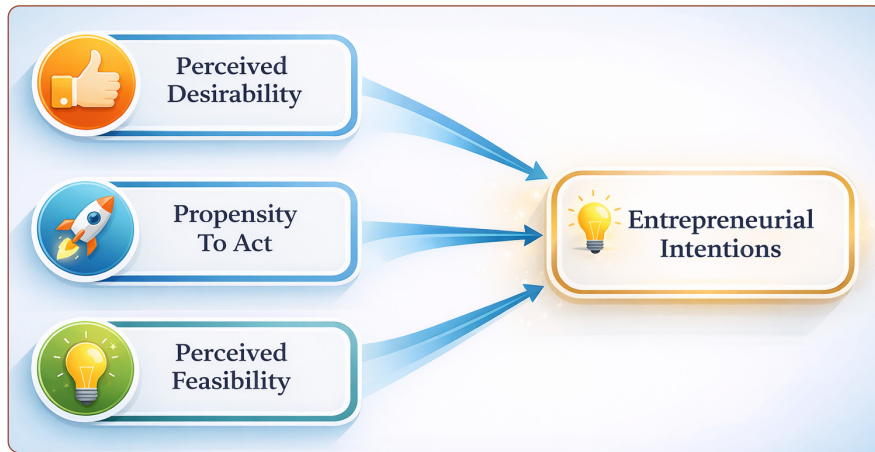 Perceived
Desirability
Propensity
To Act
Perceived
Feasibility
Entrepreneurial
Intentions